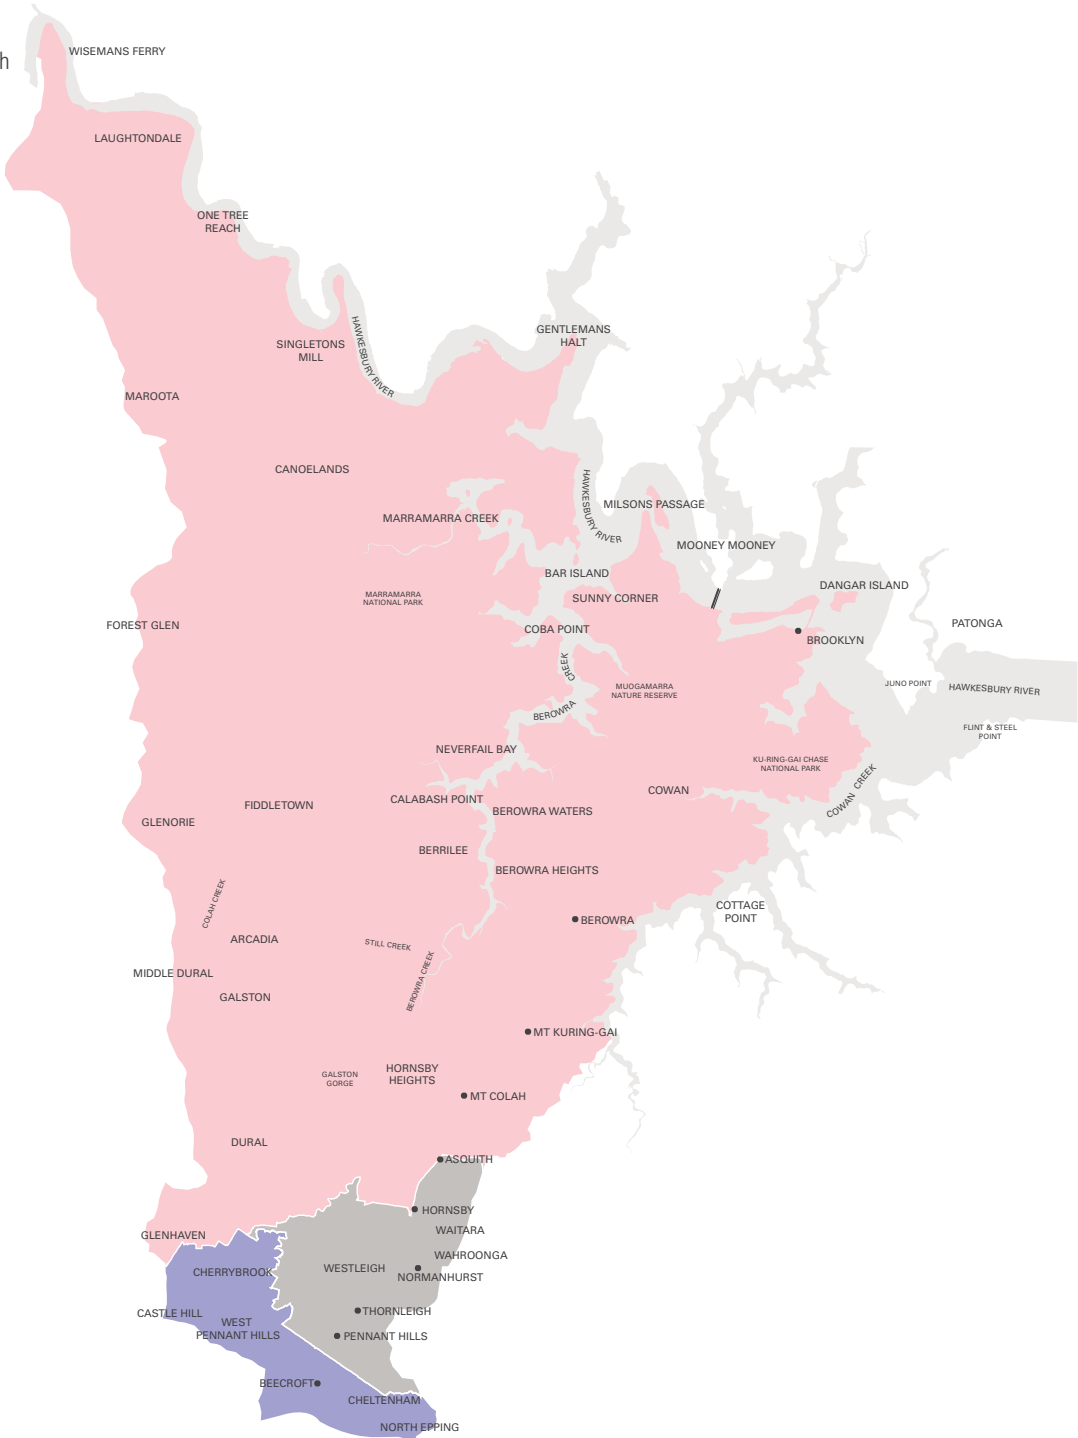 h
WISEMANS FERRY
LAUGHTONDALE
ONE TREE
REACH
GENTLEMANS
HALT
SINGLETONS
MILL
HAWKESBURY RIVER
MAROOTA
CANOELANDS
HAWKESBURY RIVER
MILSONS PASSAGE
MARRAMARRA CREEK
MOONEY MOONEY
BAR ISLAND
DANGAR ISLAND
MARRAMARRA
NATIONAL PARK
SUNNY CORNER
FOREST GLEN
COBA POINT
BROOKLYN
PATONGA
CREEK
BEROWRA
MUOGAMARRA
NATURE RESERVE
JUNO POINT
HAWKESBURY RIVER
FLINT & STEEL
POINT
NEVERFAIL BAY
KU-RING-GAI CHASE
NATIONAL PARK
COWAN CREEK
COWAN
FIDDLETOWN
CALABASH POINT
BEROWRA WATERS
GLENORIE
BERRILEE
BEROWRA HEIGHTS
COLAH CREEK
COTTAGE
POINT
BEROWRA
ARCADIA
STILL CREEK
BEROWRA CREEK
MIDDLE DURAL
GALSTON
MT KURING-GAI
GALSTON
GORGE
HORNSBY
HEIGHTS
MT COLAH
DURAL
ASQUITH
HORNSBY
WAITARA
GLENHAVEN
WAHROONGA
CHERRYBROOK
WESTLEIGH
NORMANHURST
CASTLE HILL
THORNLEIGH
WEST
PENNANT HILLS
PENNANT HILLS
BEECROFT
CHELTENHAM
NORTH EPPING